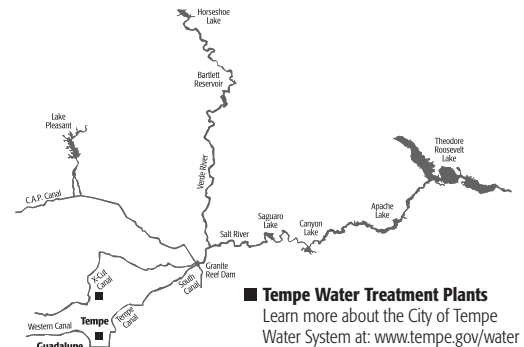 Horseshoe
Lake
Bartlett
Reservoir
Lake
Pleasant
Theodore
Roosevelt
Lake
Verde River
C.A.P. Canal
Apache
Lake
Saguaro
Lake
Canyon
Lake
Salt River
Granite
Reef Dam
X-Cut
Canal
South
Canal
Tempe
Canal
Western Canal
Tempe
Guadalupe
Tempe Water Treatment Plants
Learn more about the City of Tempe
Water System at: www.tempe.gov/water